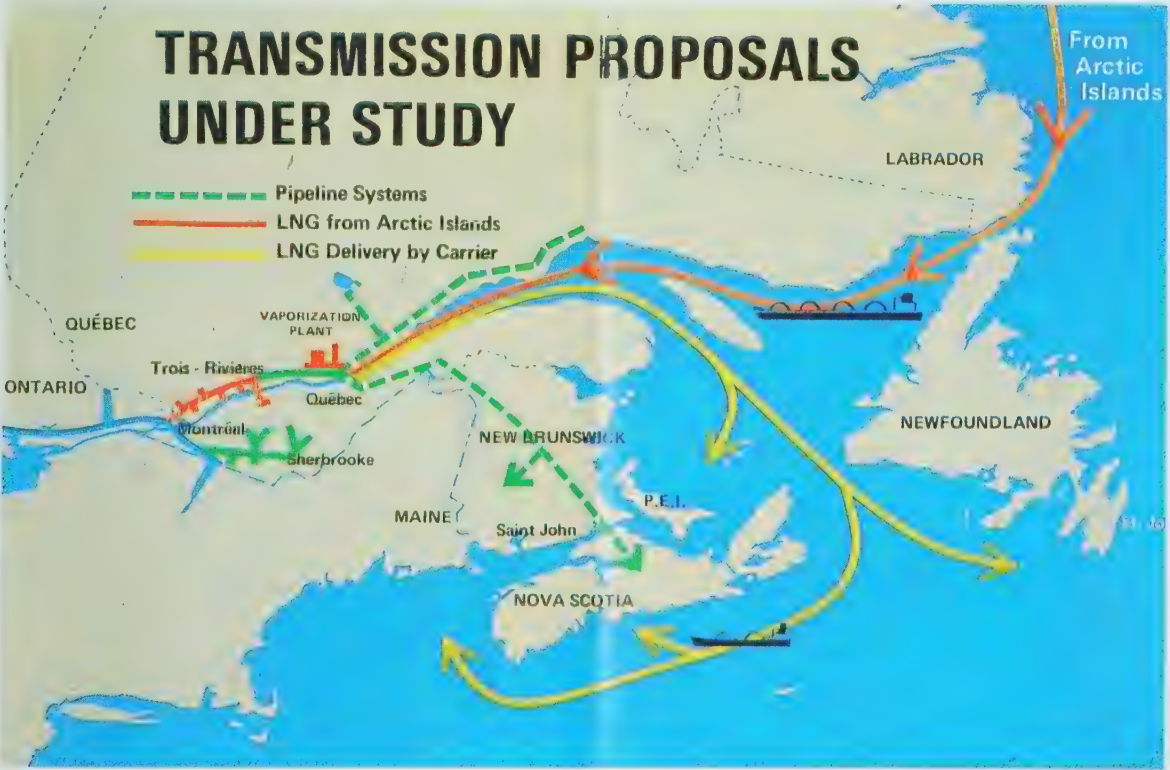 TRANSMISSION PROPOSALS
UNDER STUDY
From
Arctic
Islands
LABRADOR
Pipeline Systems
LNG from Arctic Islands
LNG Delivery by Carrier
QUÉBEC
VAPORIZATION
PLANT
Trois-Rivières
ONTARIO
Québec
Montréal
Sherbrooke
NEW BRUNSWICK
NEWFOUNDLAND
MAINE
P.E.I.
Saint John
NOVA SCOTIA